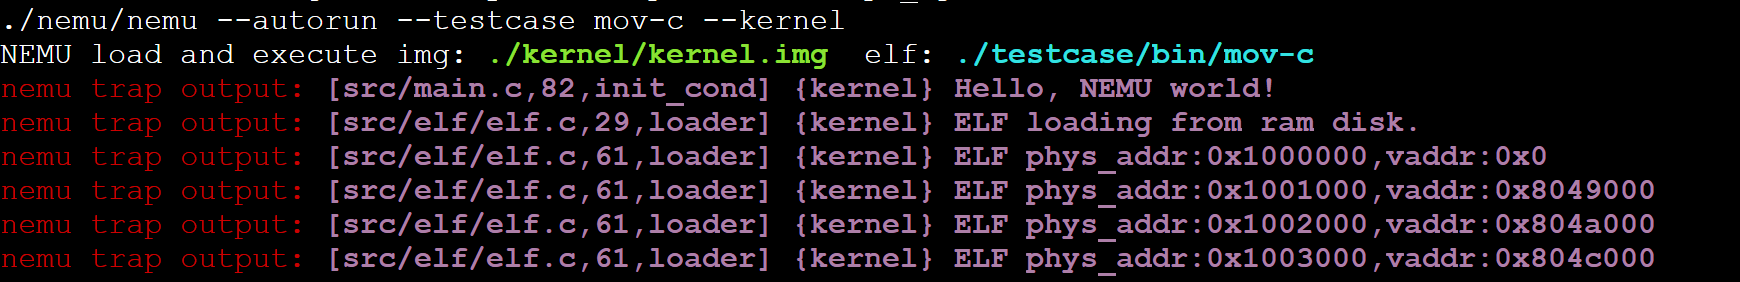 ./nemu/nemu --autorun --testcase mov-c --kernel
NEMU load and execute img: ./kernel/kernel.img  elf: ./testcase/bin/mov-c
nemu trap output: [src/main.c,82,init_cond] {kernel} Hello, NEMU world!
nemu trap output: [src/elf/elf.c,29,loader] {kernel} ELF loading from ram disk.
nemu trap output: [src/elf/elf.c,61,loader] {kernel} ELF phys_addr:0x1000000,vaddr:0x0
nemu trap output: [src/elf/elf.c,61,loader] {kernel} ELF phys_addr:0x1001000,vaddr:0x8049000
nemu trap output: [src/elf/elf.c,61,loader] {kernel} ELF phys_addr:0x1002000,vaddr:0x804a000
nemu trap output: [src/elf/elf.c,61,loader] {kernel} ELF phys_addr:0x1003000,vaddr:0x804c000